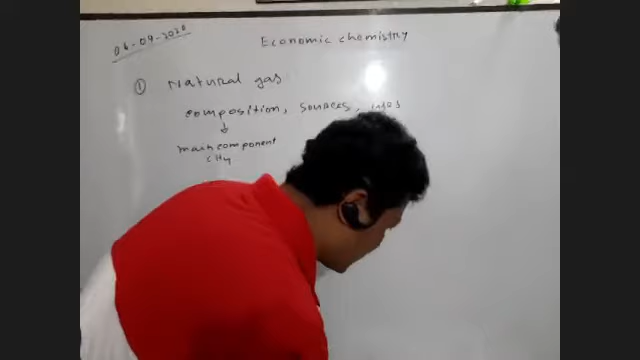 06-09-2020
Economic chemistry
① Natural gas
composition, sources, uses
↓
main component
CH4